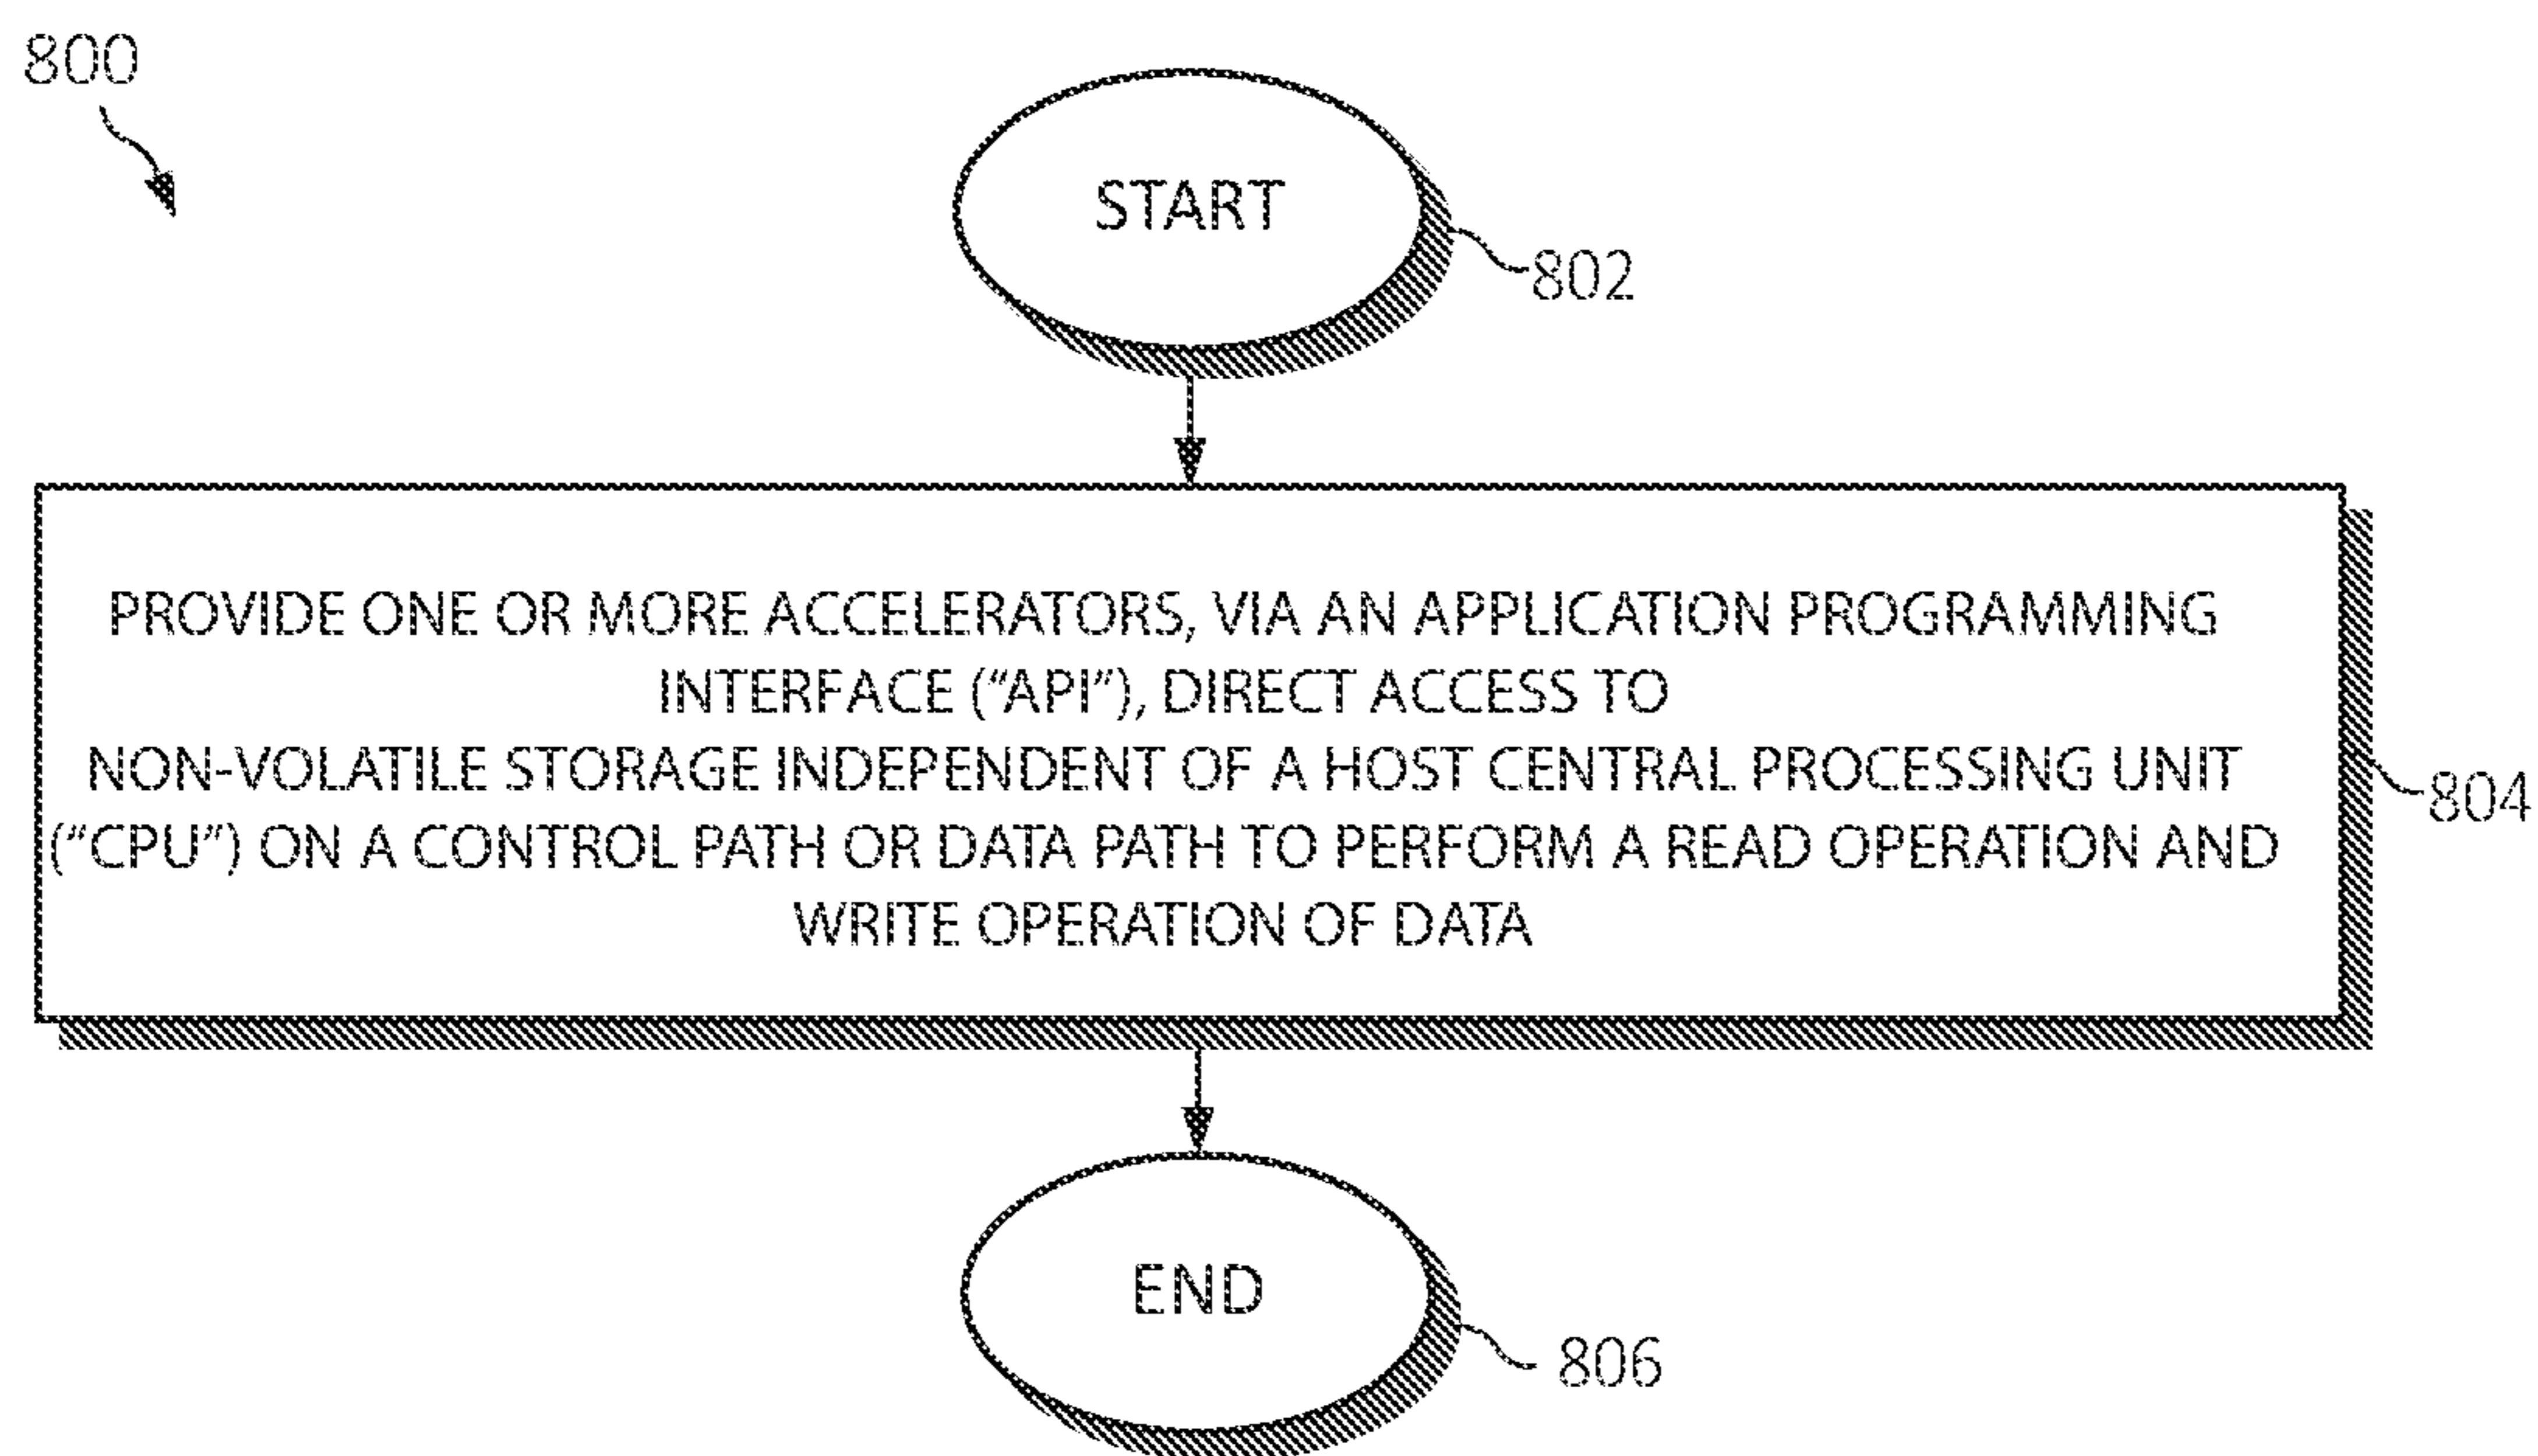 800
START
802
PROVIDE ONE OR MORE ACCELERATORS, VIA AN APPLICATION PROGRAMMING
INTERFACE (“API”), DIRECT ACCESS TO
NON-VOLATILE STORAGE INDEPENDENT OF A HOST CENTRAL PROCESSING UNIT
(“CPU”) ON A CONTROL PATH OR DATA PATH TO PERFORM A READ OPERATION AND
WRITE OPERATION OF DATA
804
END
806